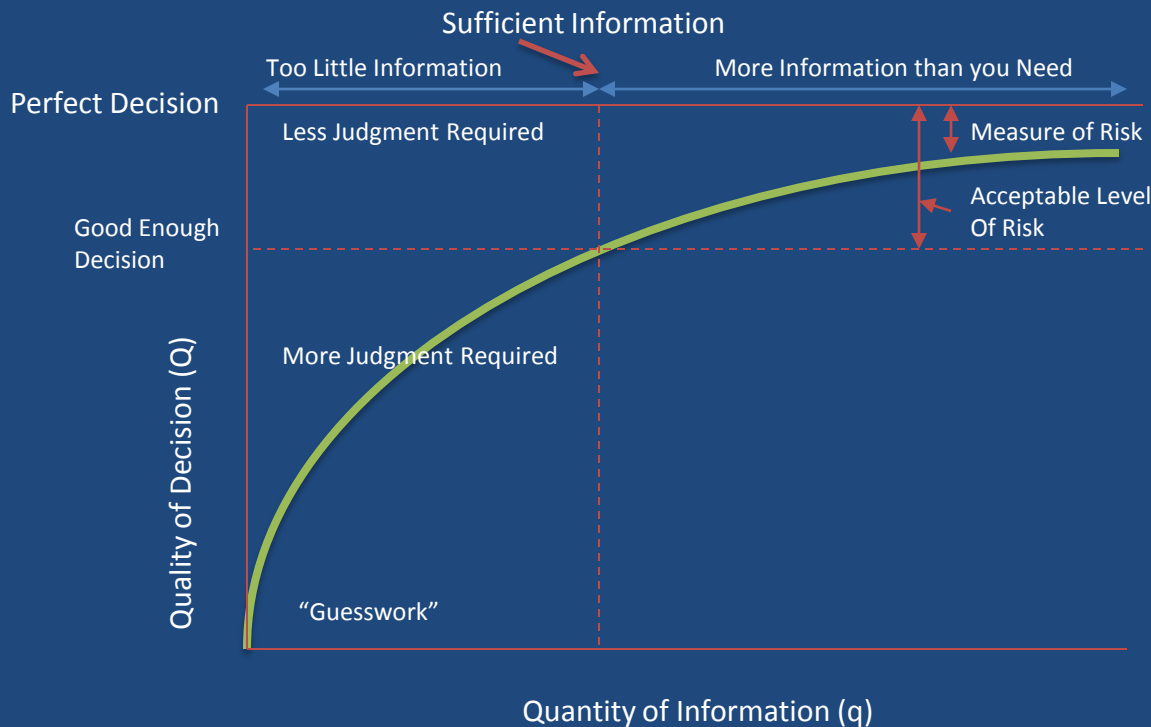 Sufficient Information
Too Little Information
More Information than you Need
Perfect Decision
Less Judgment Required
Measure of Risk
Acceptable Level
Of Risk
Good Enough
Decision
More Judgment Required
Quality of Decision (Q)
“Guesswork”
Quantity of Information (q)